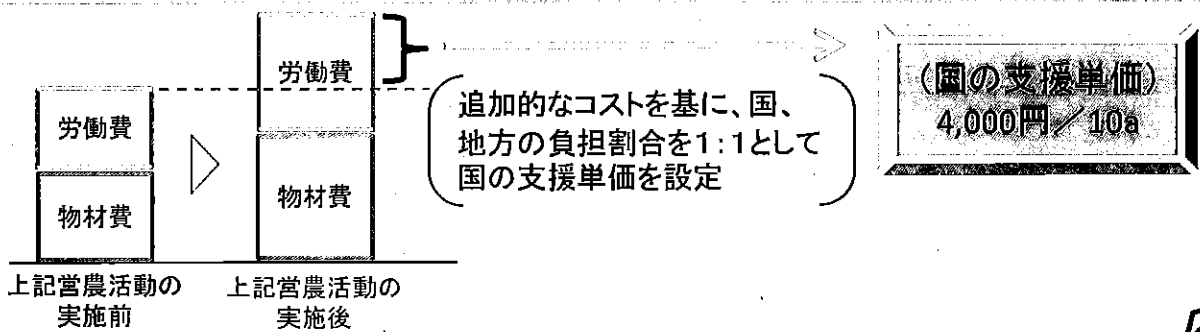 労働費
物材費
上記営農活動の
実施前
労働費
物材費
上記営農活動の
実施後
追加的なコストを基に、国、
地方の負担割合を1:1として
国の支援単価を設定
(国の支援単価)
4,000円/10a